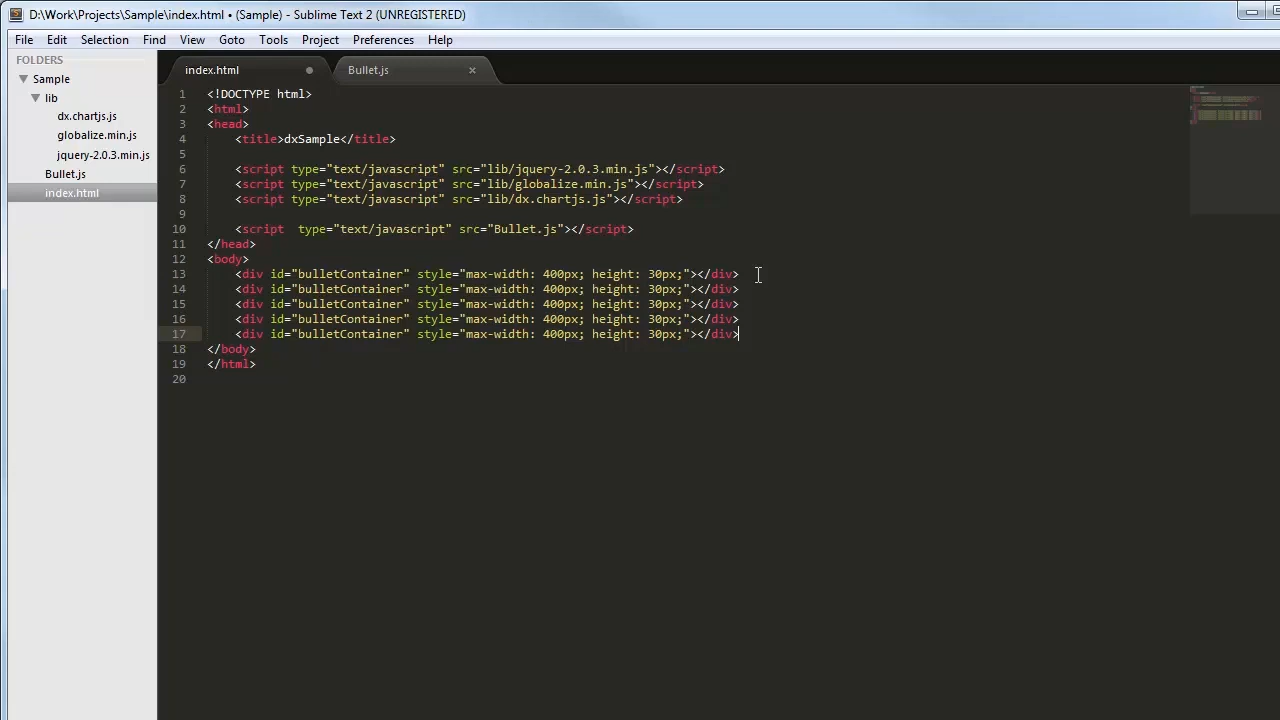 D:\Work\Projects\Sample\index.html • (Sample) - Sublime Text 2 (UNREGISTERED)
File Edit Selection Find View Goto Tools Project Preferences Help
FOLDERS
Sample
lib
dx.chartjs.js
globalize.min.js
jquery-2.0.3.min.js
Bullet.js
index.html
index.html Bullet.js
1 <!DOCTYPE html>
2 <html>
3 <head>
4 <title>dxSample</title>
5
6 <script type="text/javascript" src="lib/jquery-2.0.3.min.js"></script>
7 <script type="text/javascript" src="lib/globalize.min.js"></script>
8 <script type="text/javascript" src="lib/dx.chartjs.js"></script>
9
10 <script  type="text/javascript" src="Bullet.js"></script>
11 </head>
12 <body>
13 <div id="bulletContainer" style="max-width: 400px; height: 30px;"></div>
14 <div id="bulletContainer" style="max-width: 400px; height: 30px;"></div>
15 <div id="bulletContainer" style="max-width: 400px; height: 30px;"></div>
16 <div id="bulletContainer" style="max-width: 400px; height: 30px;"></div>
17 <div id="bulletContainer" style="max-width: 400px; height: 30px;"></div>
18 </body>
19 </html>
20